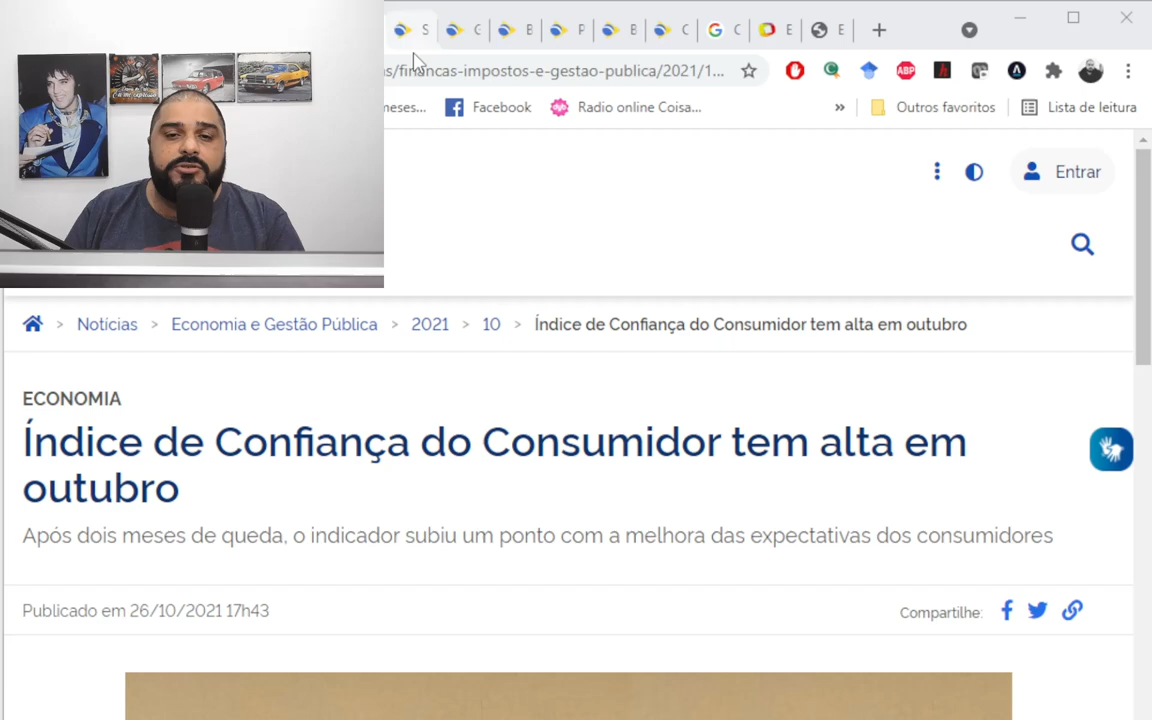 S
C
B
P
B
C
C
E
E
s/financas-impostos-e-gestao-publica/2021/1...
ABP
h
meses...
Facebook
Radio online Coisa...
»
Outros favoritos
Lista de leitura
Entrar
> Notícias > Economia e Gestão Pública > 2021 > 10 > Índice de Confiança do Consumidor tem alta em outubro
ECONOMIA
Índice de Confiança do Consumidor tem alta em
outubro
Após dois meses de queda, o indicador subiu um ponto com a melhora das expectativas dos consumidores
Publicado em 26/10/2021 17h43
Compartilhe: